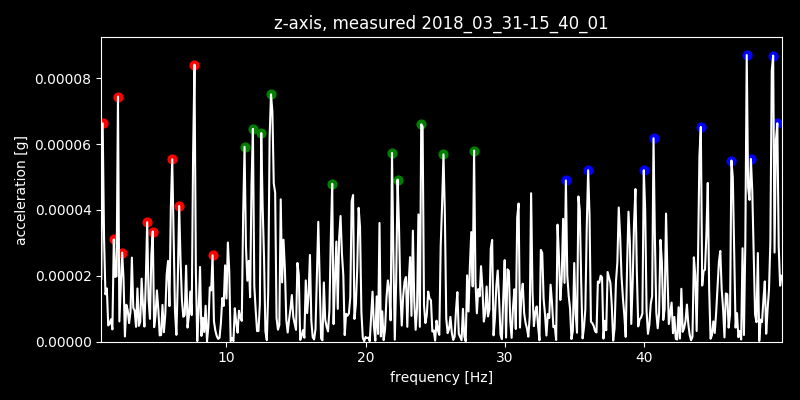 z-axis, measured 2018_03_31-15_40_01
0.00008
0.00006
0.00004
0.00002
0.00000
acceleration [g]
10 20 30 40
frequency [Hz]